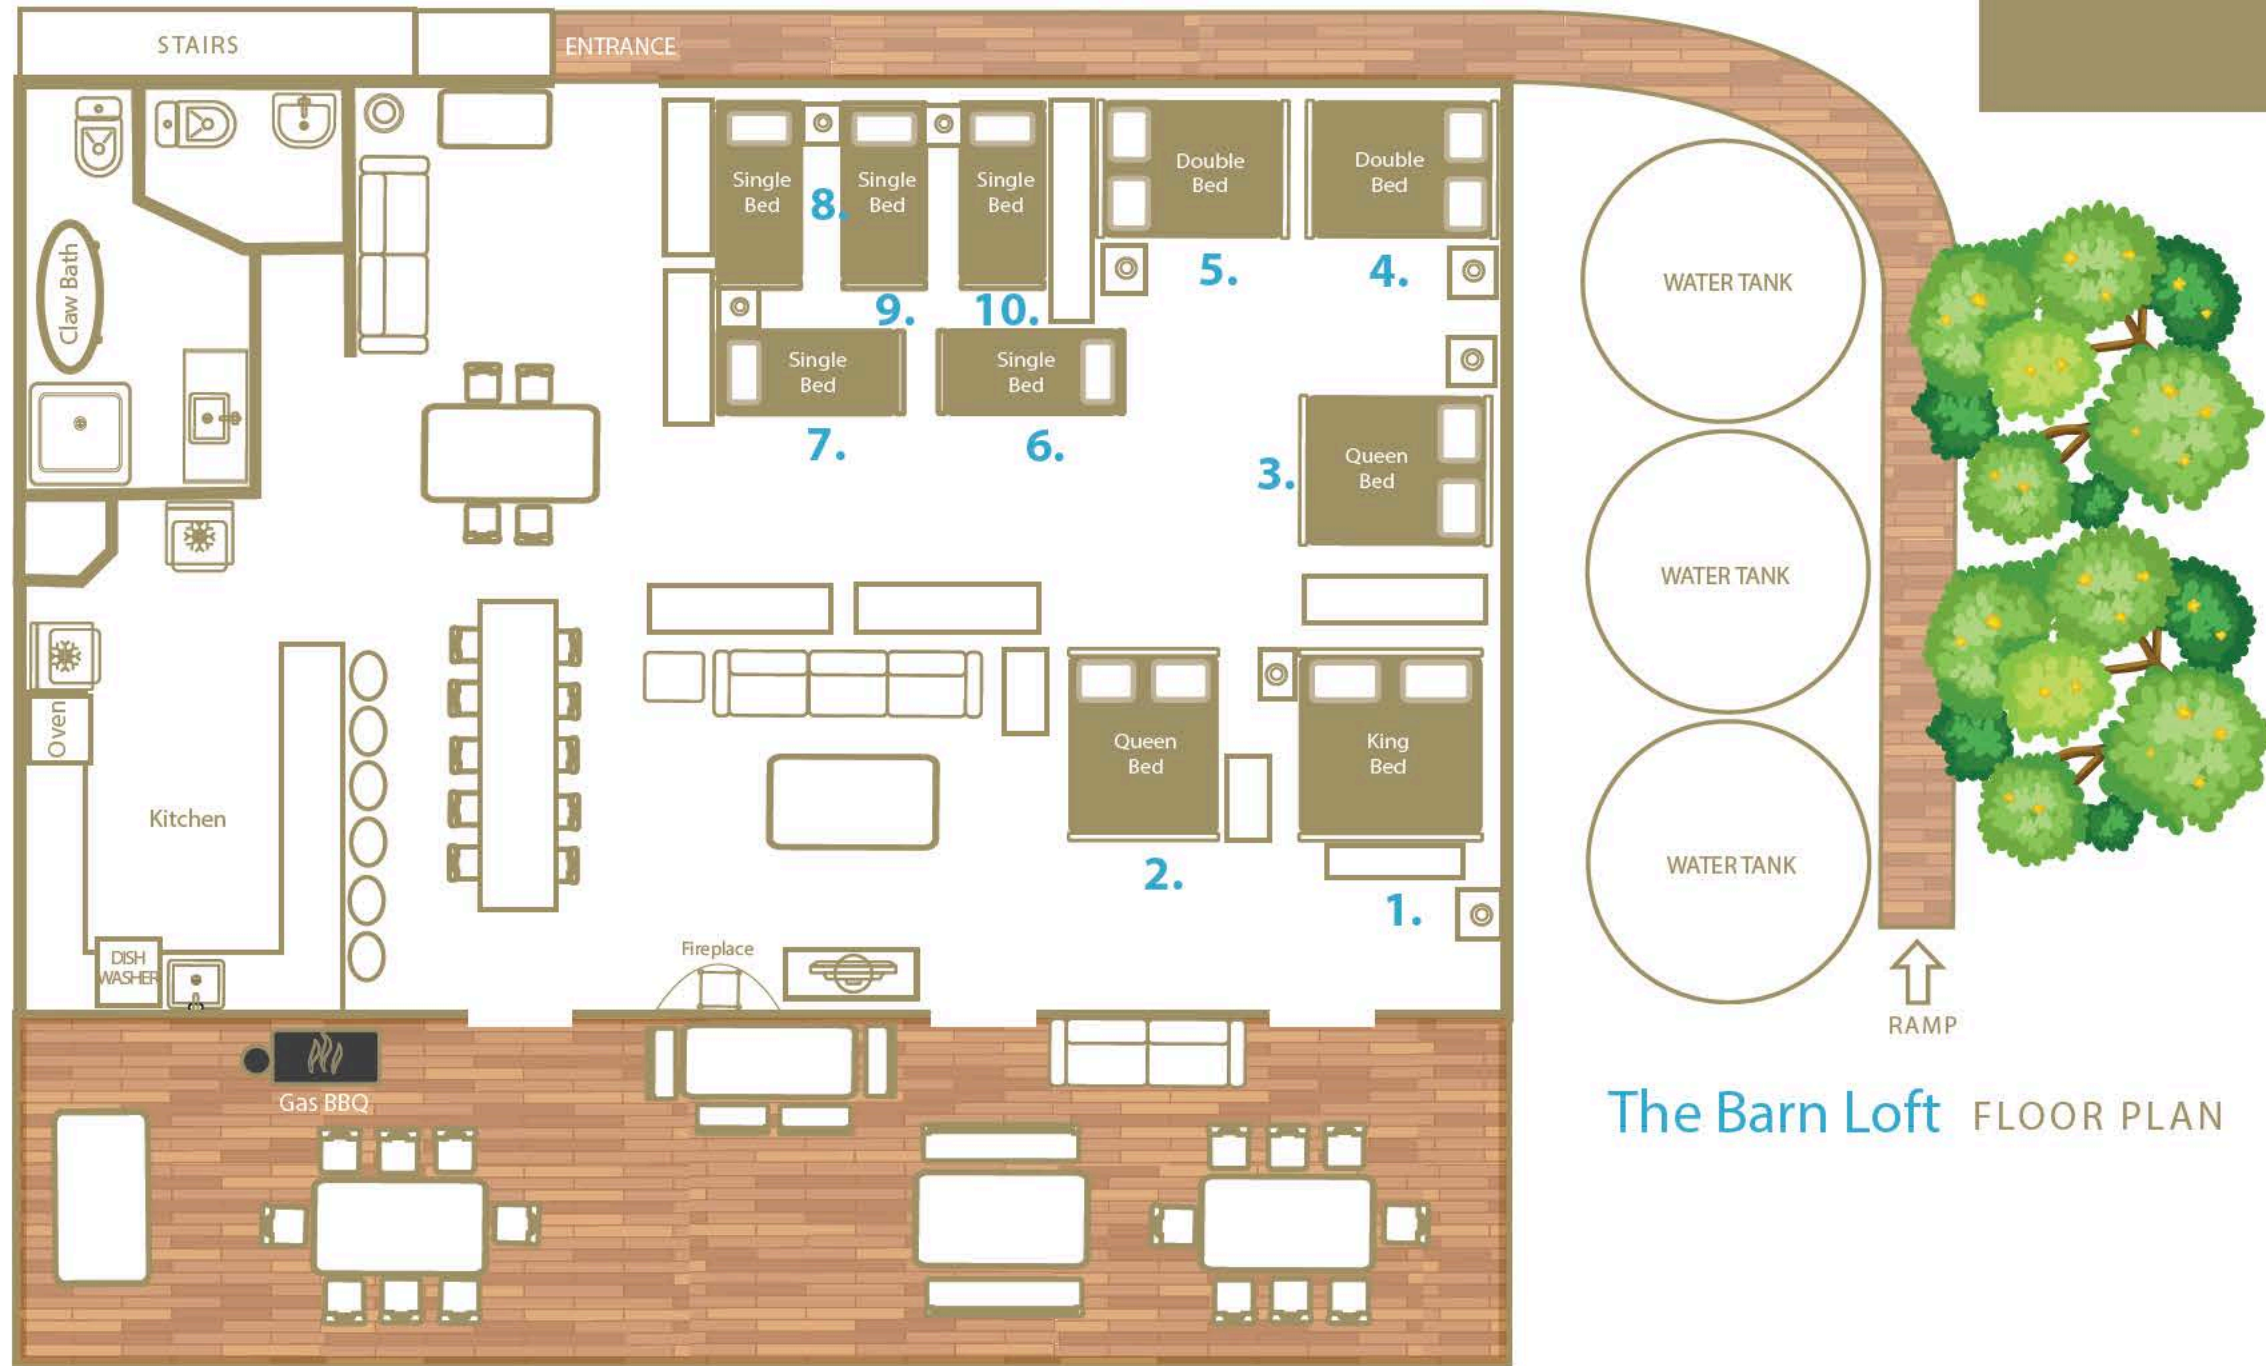 STAIRS
ENTRANCE
Single
Bed
8.
Single
Bed
Single
Bed
Double
Bed
Double
Bed
5.
4.
9.
10.
Claw Bath
Single
Bed
Single
Bed
7.
6.
3.
Queen
Bed
WATER TANK
WATER TANK
WATER TANK
Oven
Kitchen
Queen
Bed
King
Bed
2.
1.
DISH
WASHER
Fireplace
RAMP
Gas BBQ
The Barn Loft FLOOR PLAN